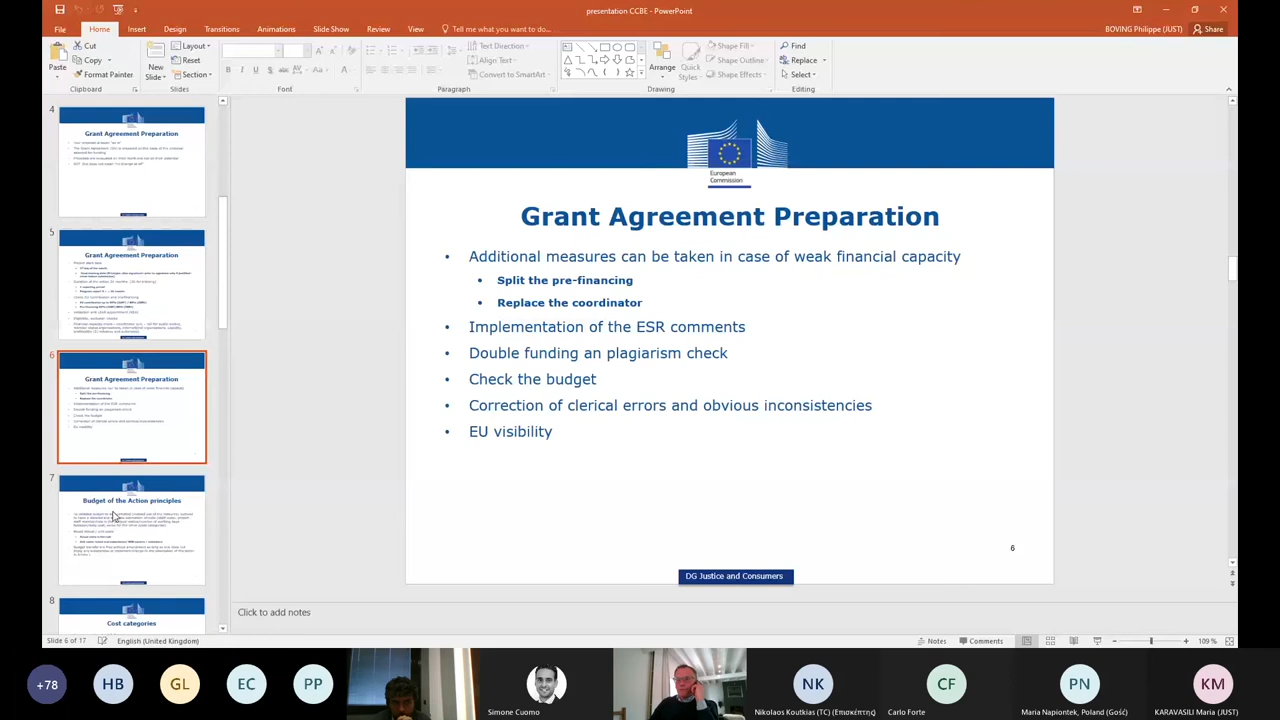 presentation CCBE - PowerPoint
File Home Insert Design Transitions Animations Slide Show Review View Tell me what you want to do... BOVING Philippe (JUST) Share
Paste
Cut
Copy
Format Painter
Clipboard
New Slide
Layout
Reset
Section
Slides
Font
Text Direction
Align Text
Convert to SmartArt
Paragraph
Arrange
Quick Styles
Shape Fill
Shape Outline
Shape Effects
Drawing
Find
Replace
Select
Editing
4
Grant Agreement Preparation
5
Grant Agreement Preparation
6
Grant Agreement Preparation
7
Budget of the Action principles
8
Cost categories
European
Commission
Grant Agreement Preparation
• Additional measures can be taken in case of weak financial capacity
• Split the pre-financing
• Replace the coordinator
• Implementation of the ESR comments
• Double funding an plagiarism check
• Check the budget
• Correction of clerical errors and obvious inconsistencies
• EU visibility
6
DG Justice and Consumers
Click to add notes
Slide 6 of 17 English (United Kingdom) Notes Comments 109 %
+78 HB GL EC PP NK CF PN KM
Simone Cuomo Nikolaos Koutkias (TC) (Επισκέπτης) Carlo Forte Maria Napiontek, Poland (Gość) KARAVASILI Maria (JUST)